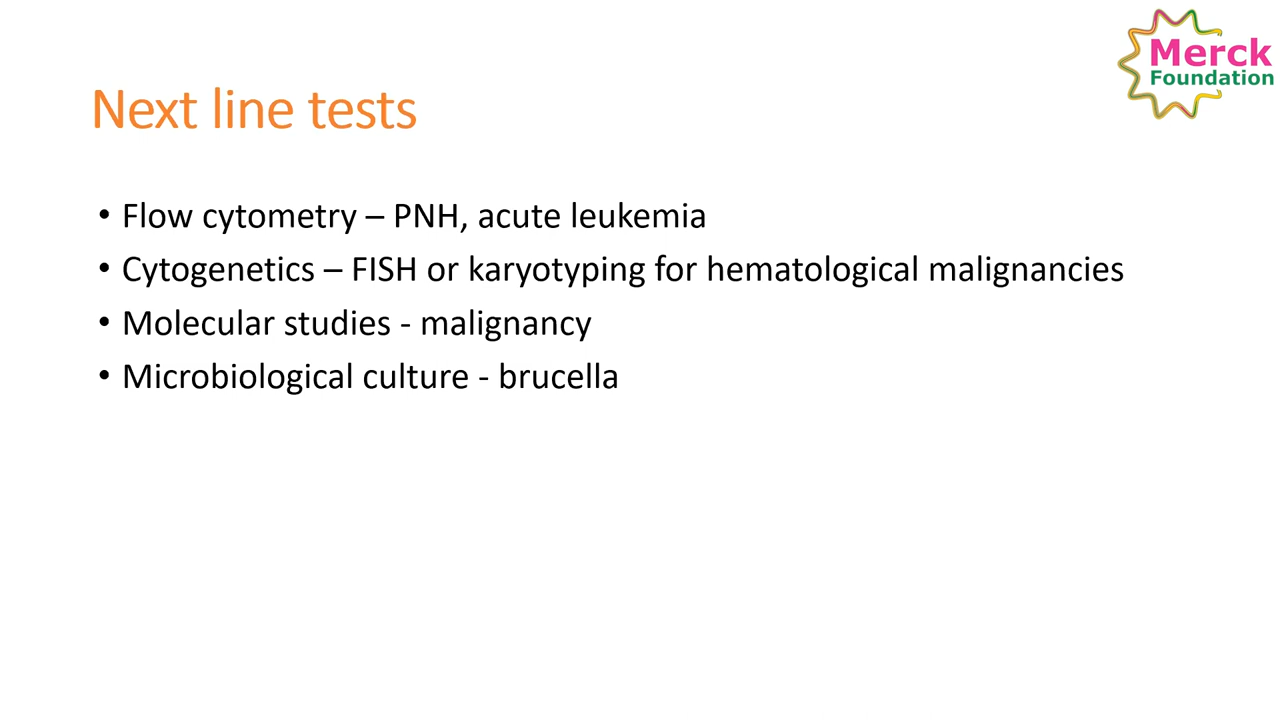 Merck
Foundation
Next line tests
• Flow cytometry – PNH, acute leukemia
• Cytogenetics – FISH or karyotyping for hematological malignancies
• Molecular studies - malignancy
• Microbiological culture - brucella